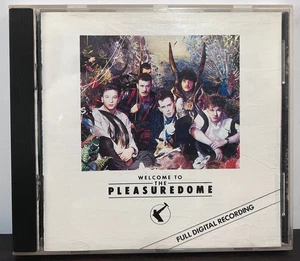 WELCOME TO
THE
PLEASUREDOME
FULL DIGITAL RECORDING